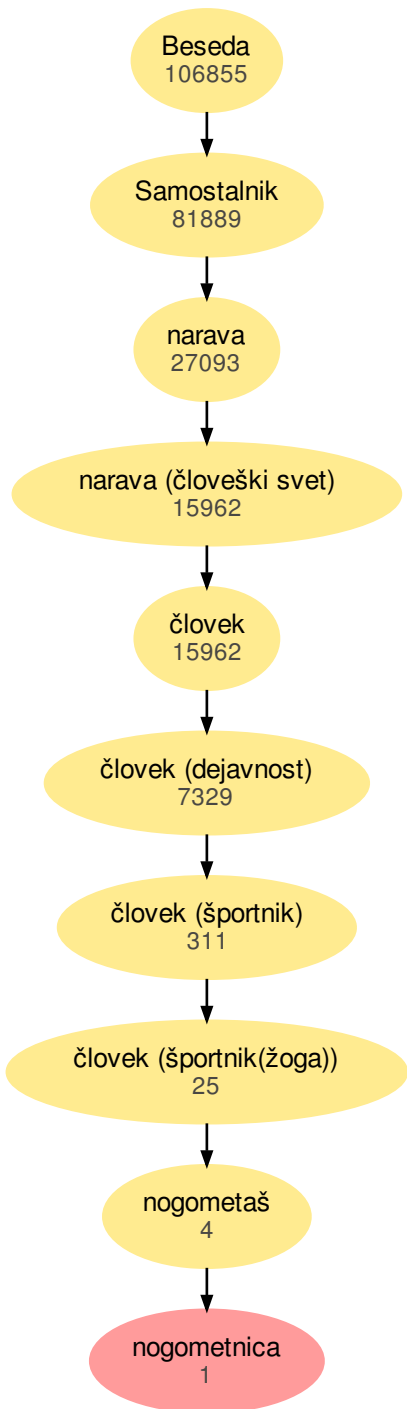 Beseda
106855
Samostalnik
81889
narava
27093
narava (človeški svet)
15962
človek
15962
človek (dejavnost)
7329
človek (športnik)
311
človek (športnik(žoga))
25
nogometaš
4
nogometnica
1